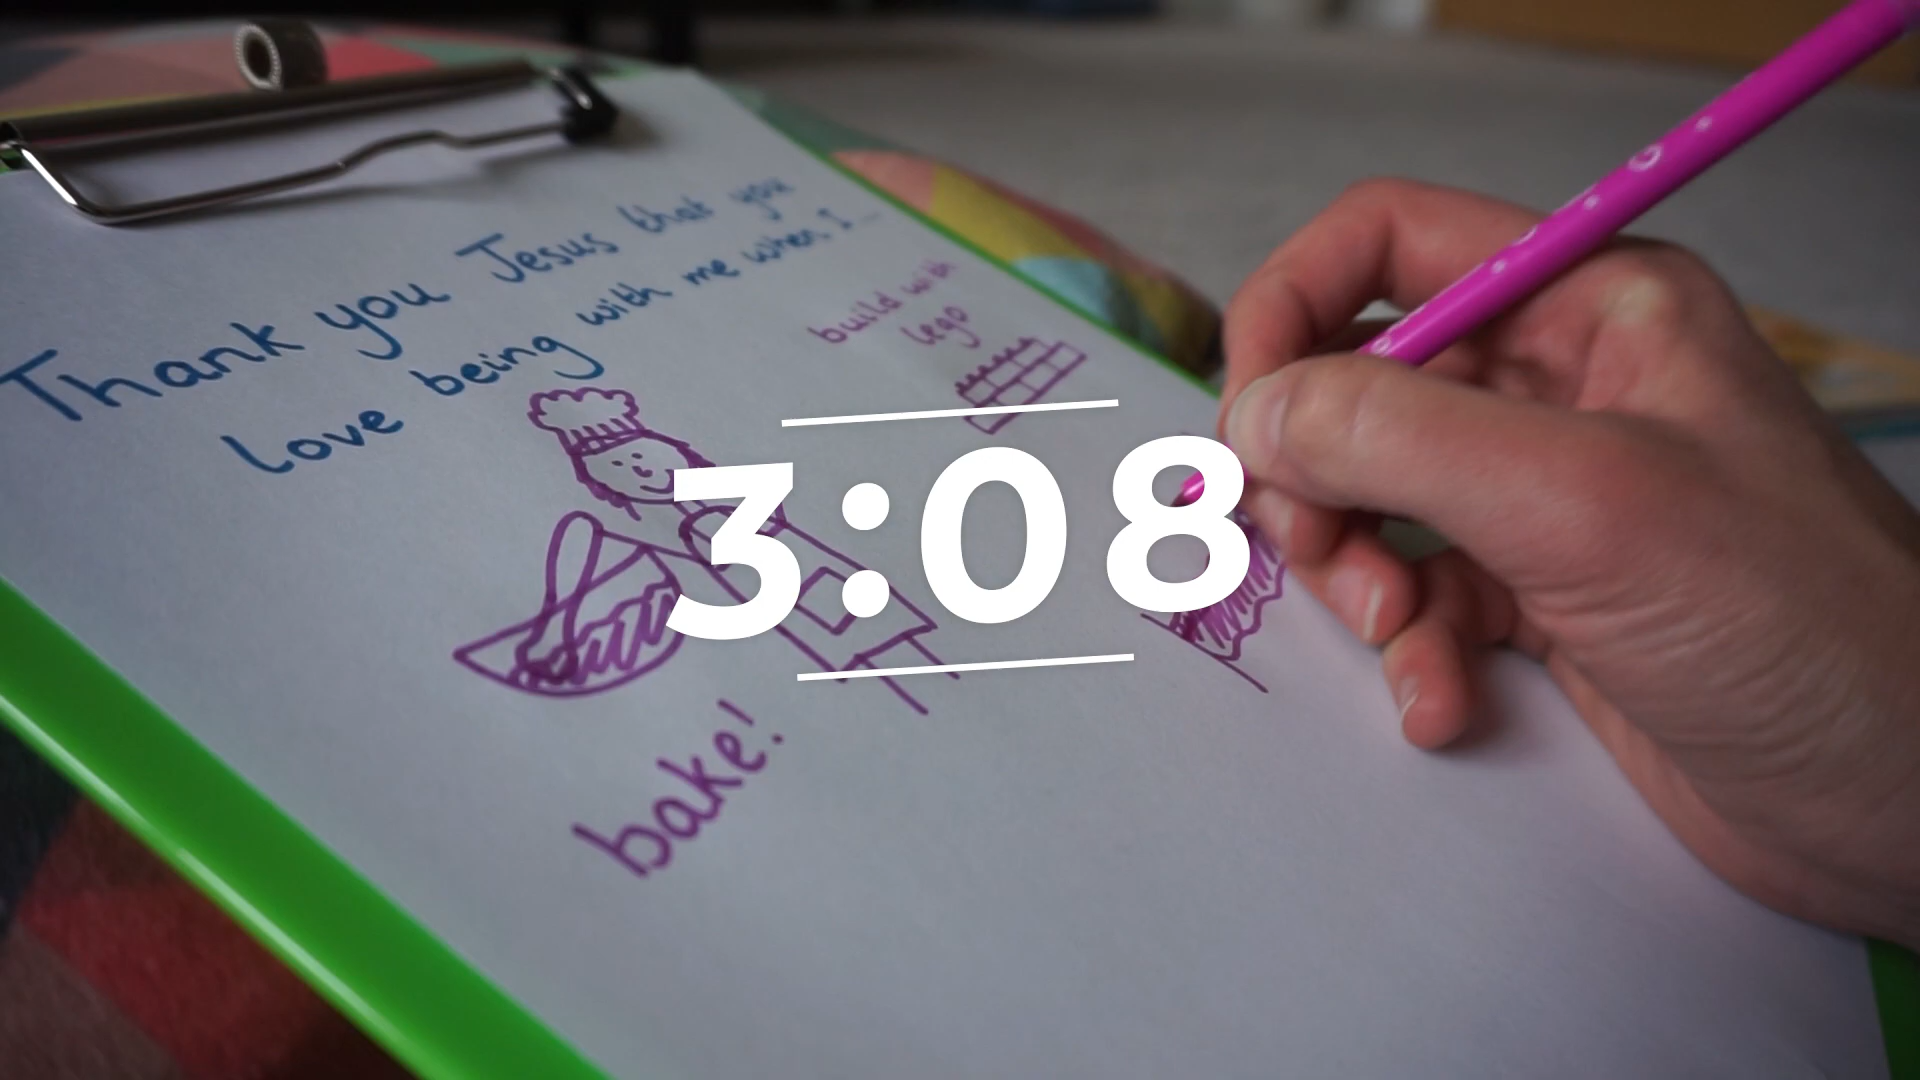 Thank you Jesus that you
love being with me when I...
build with
lego
3:08
bake!